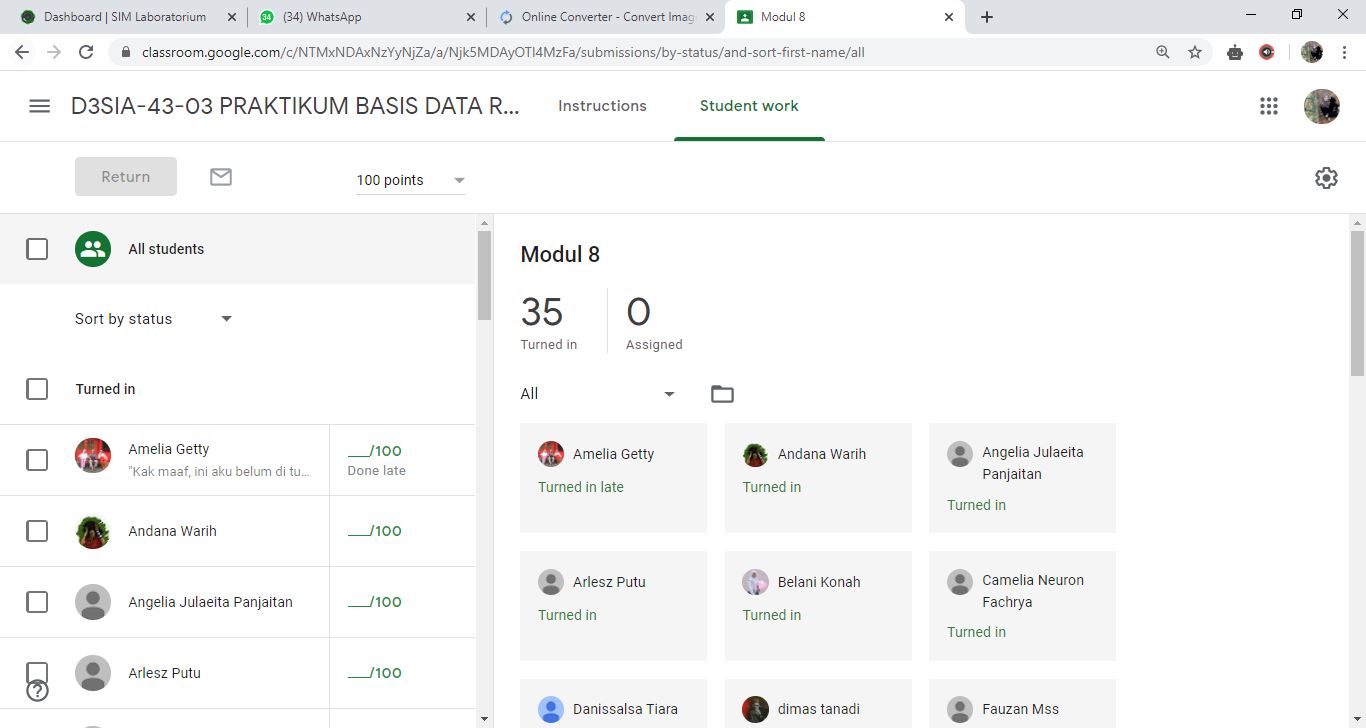 Dashboard | SIM Laboratorium
(34) WhatsApp
Online Converter - Convert Imag
Modul 8
classroom.google.com/c/NTMxNDAxNzYyNjZa/a/Njk5MDAyOTI4MzFa/submissions/by-status/and-sort-first-name/all
D3SIA-43-03 PRAKTIKUM BASIS DATA R...
Instructions
Student work
Return
100 points
All students
Sort by status
Turned in
Amelia Getty
"Kak maaf, ini aku belum di tu...
__/100
Done late
Andana Warih
__/100
Angelia Julaeita Panjaitan
__/100
Arlesz Putu
__/100
Modul 8
35
Turned in
0
Assigned
All
Amelia Getty
Turned in late
Andana Warih
Turned in
Angelia Julaeita
Panjaitan
Turned in
Arlesz Putu
Turned in
Belani Konah
Turned in
Camelia Neuron
Fachrya
Turned in
Danissalsa Tiara
dimas tanadi
Fauzan Mss